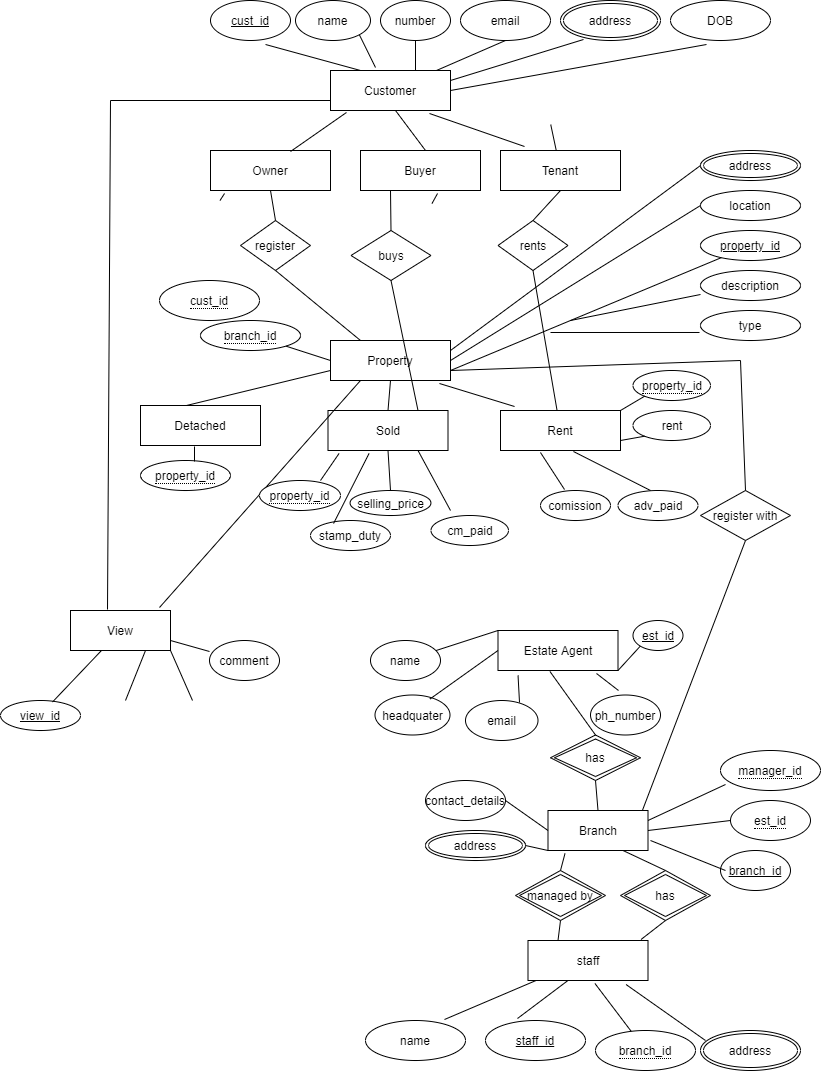 cust_id
name
number
email
address
DOB
Customer
Owner
Buyer
Tenant
address
location
property_id
description
type
register
buys
rents
cust_id
branch_id
Property
Detached
Sold
Rent
property_id
rent
property_id
property_id
selling_price
stamp_duty
cm_paid
comission
adv_paid
register with
View
comment
view_id
Estate Agent
est_id
name
headquater
email
ph_number
has
contact_details
address
Branch
manager_id
est_id
branch_id
managed by
has
staff
name
staff_id
branch_id
address